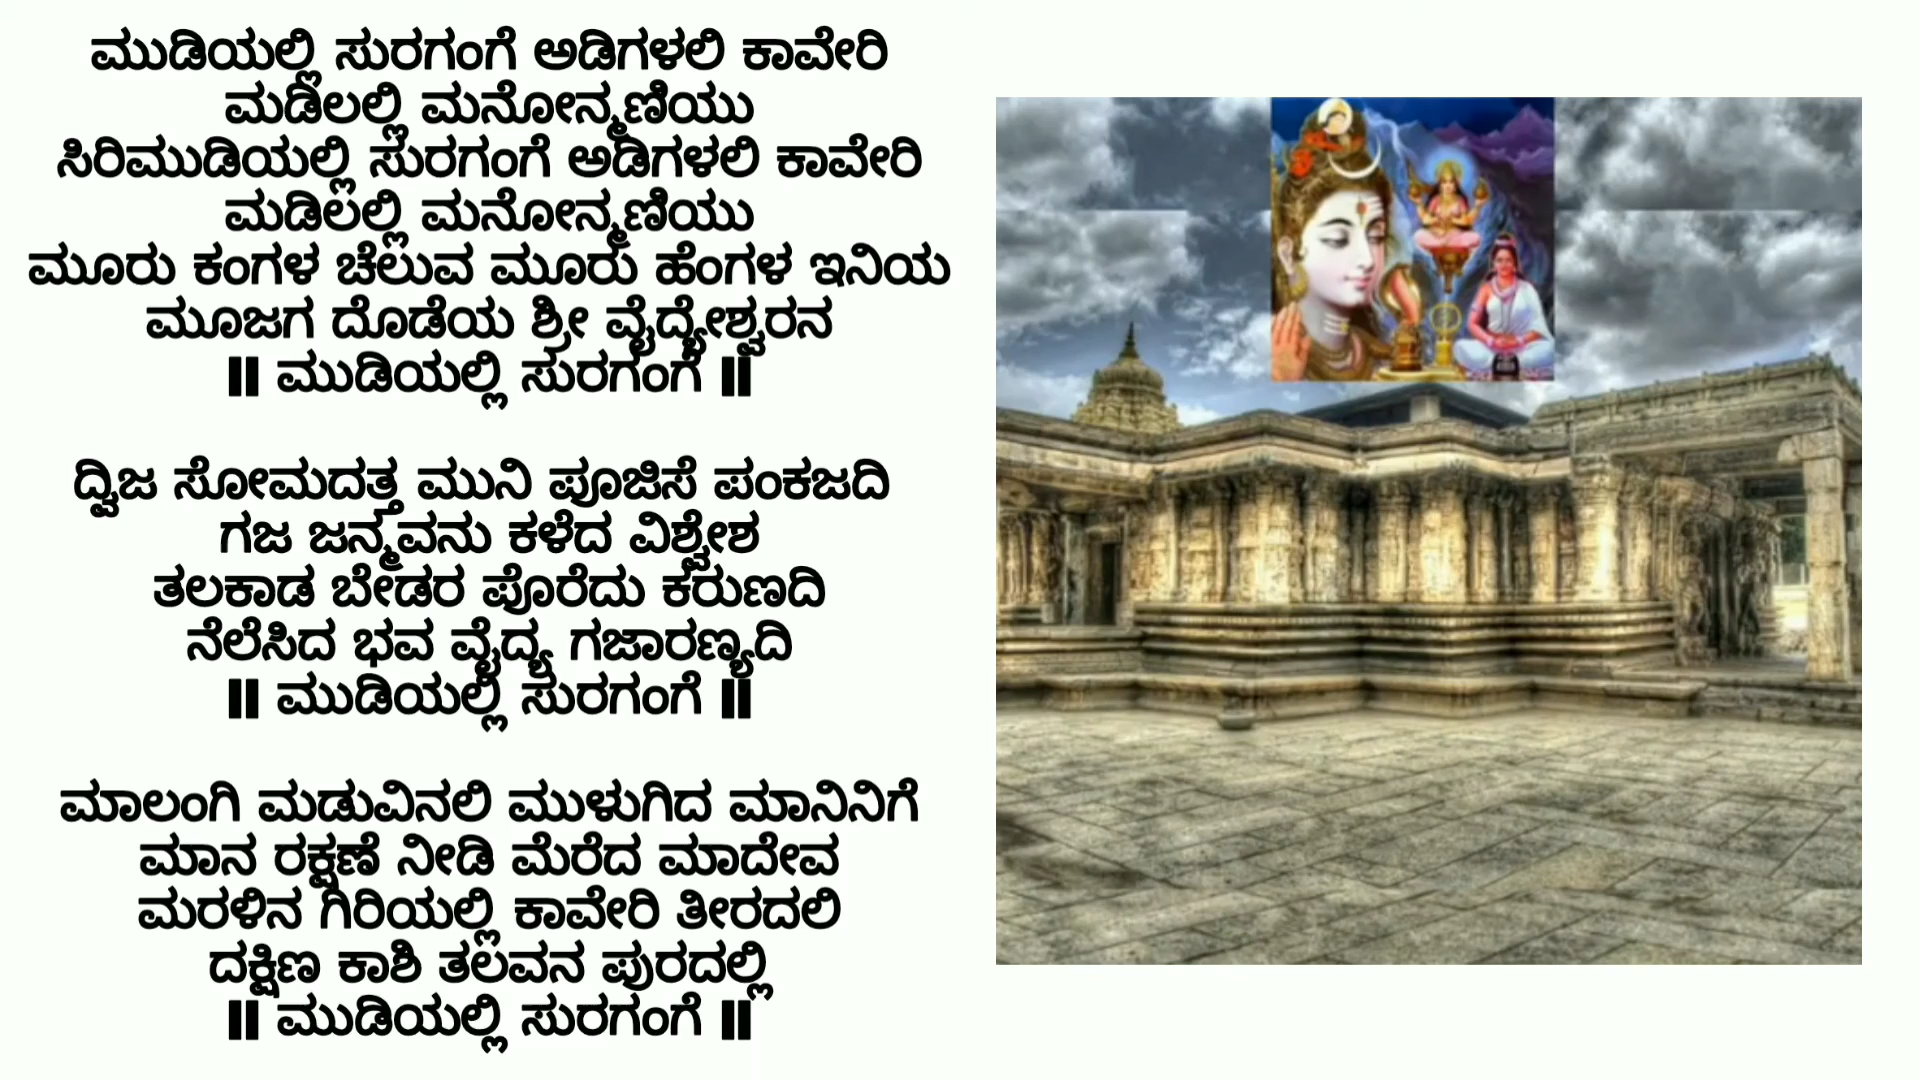 ಮುಡಿಯಲ್ಲಿ ಸುರಗಂಗೆ ಅಡಿಗಳಲಿ ಕಾವೇರಿ
ಮಡಿಲಲ್ಲಿ ಮನೋನ್ಮಣಿಯು
ಸಿರಿಮುಡಿಯಲ್ಲಿ ಸುರಗಂಗೆ ಅಡಿಗಳಲಿ ಕಾವೇರಿ
ಮಡಿಲಲ್ಲಿ ಮನೋನ್ಮಣಿಯು
ಮೂರು ಕಂಗಳ ಚೆಲುವ ಮೂರು ಹೆಂಗಳ ಇನಿಯ
ಮೂಜಗ ದೊಡೆಯ ಶ್ರೀ ವೈದ್ಯೇಶ್ವರನ
|| ಮುಡಿಯಲ್ಲಿ ಸುರಗಂಗೆ ||
ದ್ವಿಜ ಸೋಮದತ್ತ ಮುನಿ ಪೂಜಿಸೆ ಪಂಕಜದಿ
ಗಜ ಜನ್ಮವನು ಕಳೆದ ವಿಶ್ವೇಶ
ತಲಕಾಡ ಬೇಡರ ಪೊರೆದು ಕರುಣದಿ
ನೆಲೆಸಿದ ಭವ ವೈದ್ಯ ಗಜಾರಣ್ಯದಿ
|| ಮುಡಿಯಲ್ಲಿ ಸುರಗಂಗೆ ||
ಮಾಲಂಗಿ ಮಡುವಿನಲಿ ಮುಳುಗಿದ ಮಾನಿನಿಗೆ
ಮಾನ ರಕ್ಷಣೆ ನೀಡಿ ಮೆರೆದ ಮಾದೇವ
ಮರಳಿನ ಗಿರಿಯಲ್ಲಿ ಕಾವೇರಿ ತೀರದಲಿ
ದಕ್ಷಿಣ ಕಾಶಿ ತಲವನ ಪುರದಲ್ಲಿ
|| ಮುಡಿಯಲ್ಲಿ ಸುರಗಂಗೆ ||